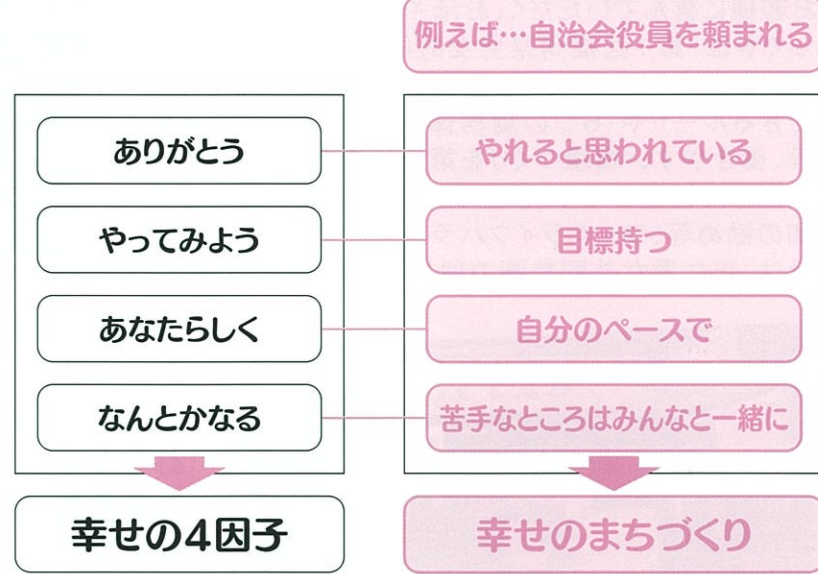 例えば…自治会役員を頼まれる
ありがとう
やれると思われている
やってみよう
目標持つ
あなたらしく
自分のペースで
なんとかなる
苦手なところはみんなと一緒に
幸せの4因子
幸せのまちづくり